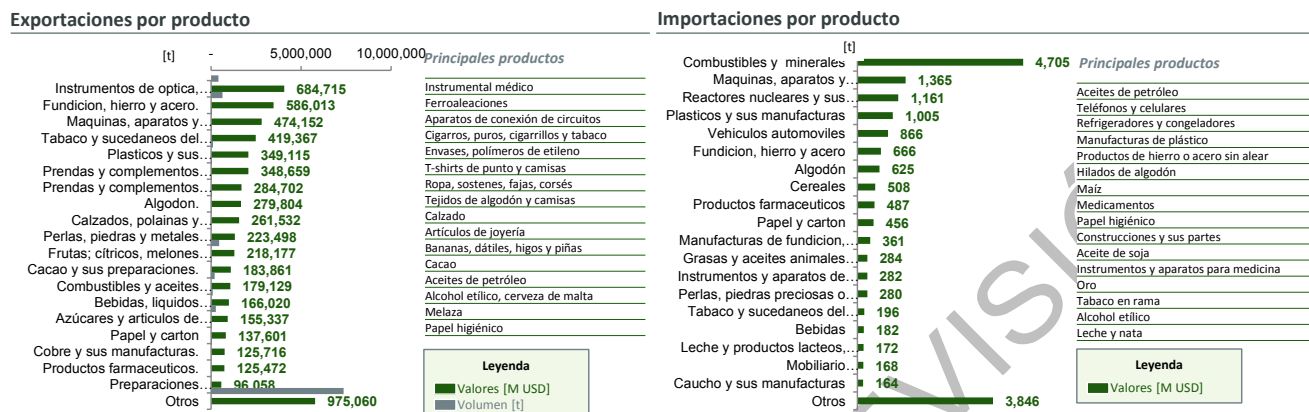 Exportaciones por producto
[t]
-
5,000,000
10,000,000
Principales productos
Instrumentos de optica,... 684,715
Fundicion, hierro y acero. 586,013
Maquinas, aparatos y... 474,152
Tabaco y sucedaneos del... 419,367
Plasticos y sus... 349,115
Prendas y complementos... 348,659
Prendas y complementos... 284,702
Algodon. 279,804
Calzados, polainas y... 261,532
Perlas, piedras y metales... 223,498
Frutas; cítricos, melones... 218,177
Cacao y sus preparaciones. 183,861
Combustibles y aceites... 179,129
Bebidas, liquidos... 166,020
Azúcares y articulos de... 155,337
Papel y carton 137,601
Cobre y sus manufacturas. 125,716
Productos farmaceuticos. 125,472
Preparaciones... 96,058
Otros 975,060
Instrumental médico
Ferroaleaciones
Aparatos de conexión de circuitos
Cigarros, puros, cigarrillos y tabaco
Envases, polímeros de etileno
T-shirts de punto y camisas
Ropa, sostenes, fajas, corsés
Tejidos de algodón y camisas
Calzado
Artículos de joyería
Bananas, dátiles, higos y piñas
Cacao
Aceites de petróleo
Alcohol etílico, cerveza de malta
Melaza
Papel higiénico
Leyenda
Valores [M USD]
Volumen [t]
Importaciones por producto
[t]
Principales productos
Combustibles y minerales 4,705
Maquinas, aparatos y... 1,365
Reactores nucleares y sus... 1,161
Plasticos y sus manufacturas 1,005
Vehiculos automoviles 866
Fundicion, hierro y acero 666
Algodón 625
Cereales 508
Productos farmaceuticos 487
Papel y carton 456
Manufacturas de fundicion,... 361
Grasas y aceites animales... 284
Instrumentos y aparatos de... 282
Perlas, piedras preciosas o... 280
Tabaco y sucedaneos del... 196
Bebidas 182
Leche y productos lacteos,... 172
Mobiliario 168
Caucho y sus manufacturas 164
Otros 3,846
Aceites de petróleo
Teléfonos y celulares
Refrigeradores y congeladores
Manufacturas de plástico
Productos de hierro o acero sin alear
Hilados de algodón
Maíz
Medicamentos
Papel higiénico
Construcciones y sus partes
Aceite de soja
Instrumentos y aparatos para medicina
Oro
Tabaco en rama
Alcohol etílico
Leche y nata
Leyenda
Valores [M USD]